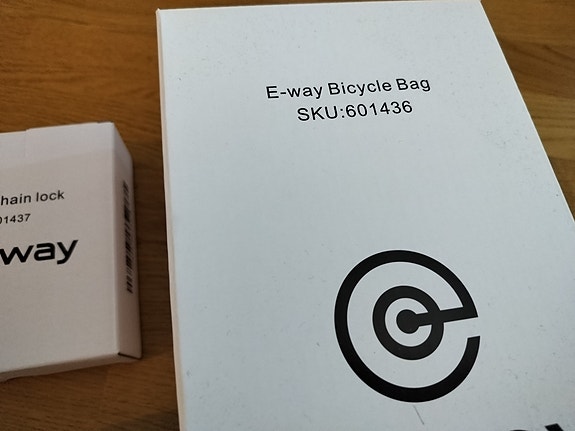 E-way Bicycle Bag
SKU:601436
hain lock
01437
way